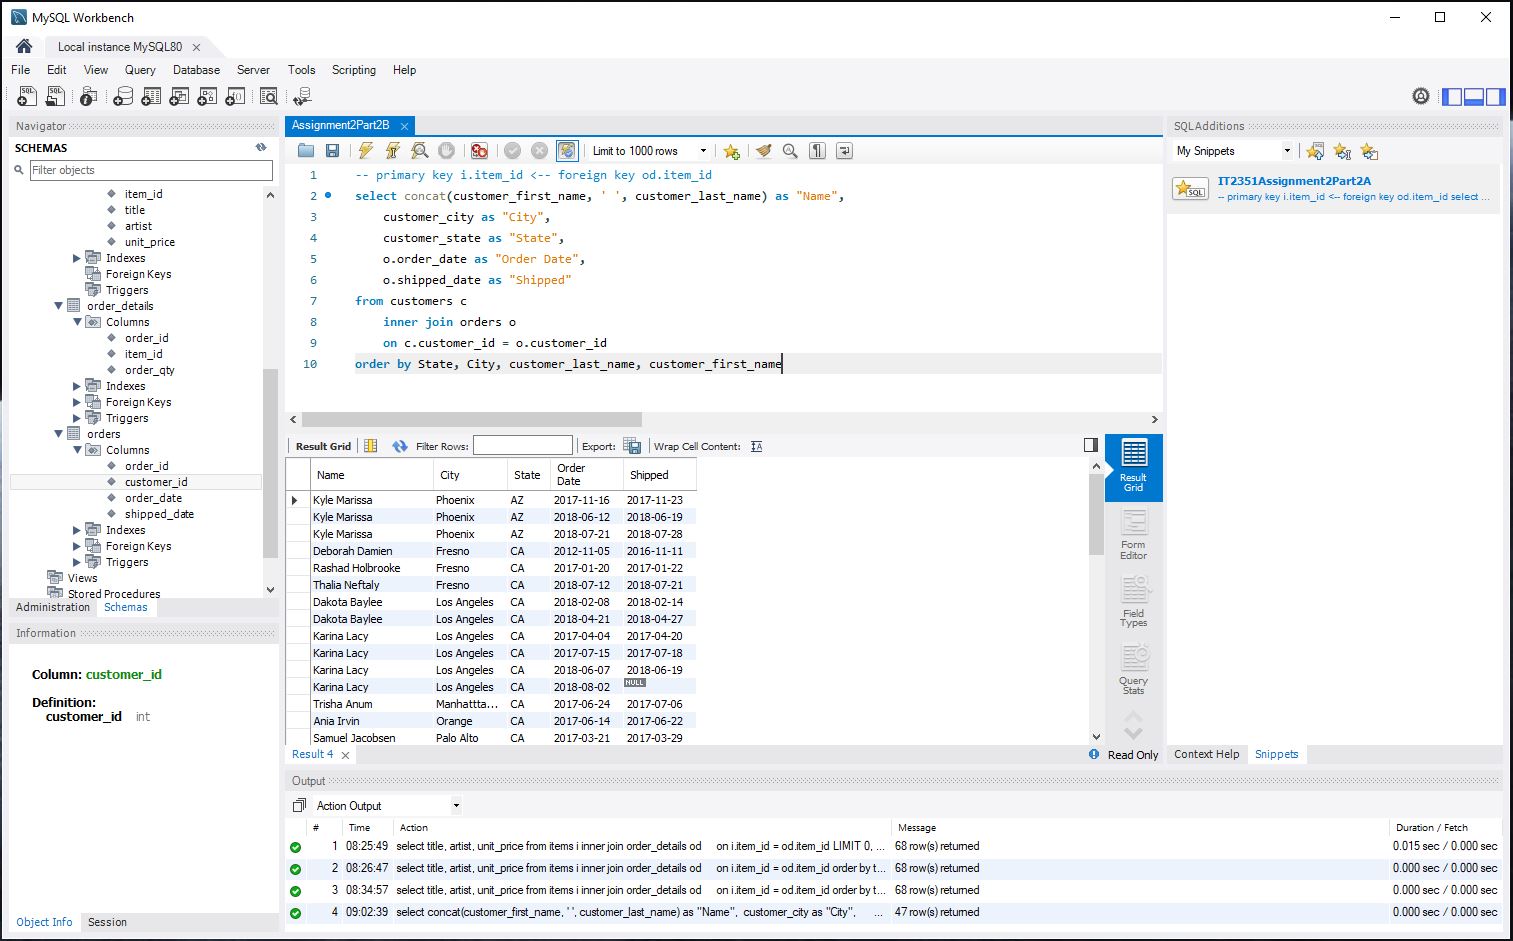 MySQL Workbench
Local instance MySQL80
File Edit View Query Database Server Tools Scripting Help
Navigator
SCHEMAS
Filter objects
item_id
title
artist
unit_price
Indexes
Foreign Keys
Triggers
order_details
Columns
order_id
item_id
order_qty
Indexes
Foreign Keys
Triggers
orders
Columns
order_id
customer_id
order_date
shipped_date
Indexes
Foreign Keys
Triggers
Views
Stored Procedures
Administration Schemas
Information
Column: customer_id
Definition:
customer_id int
Object Info Session
Assignment2Part2B
Limit to 1000 rows
1 -- primary key i.item_id <-- foreign key od.item_id
2 select concat(customer_first_name, ' ', customer_last_name) as "Name",
3 customer_city as "City",
4 customer_state as "State",
5 o.order_date as "Order Date",
6 o.shipped_date as "Shipped"
7 from customers c
8 inner join orders o
9 on c.customer_id = o.customer_id
10 order by State, City, customer_last_name, customer_first_name
Result Grid Filter Rows: Export: Wrap Cell Content:
Name City State Order Date Shipped
Kyle Marissa Phoenix AZ 2017-11-16 2017-11-23
Kyle Marissa Phoenix AZ 2018-06-12 2018-06-19
Kyle Marissa Phoenix AZ 2018-07-21 2018-07-28
Deborah Damien Fresno CA 2012-11-05 2016-11-11
Rashad Holbrooke Fresno CA 2017-01-20 2017-01-22
Thalia Neftaly Fresno CA 2018-07-12 2018-07-21
Dakota Baylee Los Angeles CA 2018-02-08 2018-02-14
Dakota Baylee Los Angeles CA 2018-04-21 2018-04-27
Karina Lacy Los Angeles CA 2017-04-04 2017-04-20
Karina Lacy Los Angeles CA 2017-07-15 2017-07-18
Karina Lacy Los Angeles CA 2018-06-07 2018-06-19
Karina Lacy Los Angeles CA 2018-08-02 NULL
Trisha Anum Manhattta... CA 2017-06-24 2017-07-06
Ania Irvin Orange CA 2017-06-14 2017-06-22
Samuel Jacobsen Palo Alto CA 2017-03-21 2017-03-29
Result Grid
Form Editor
Field Types
Query Stats
Result 4
Read Only
SQLAdditions
My Snippets
SQL
IT2351Assignment2Part2A
-- primary key i.item_id <-- foreign key od.item_id select ...
Context Help Snippets
Output
Action Output
# Time Action Message Duration / Fetch
1 08:25:49 select title, artist, unit_price from items i inner join order_details od on i.item_id = od.item_id LIMIT 0, ... 68 row(s) returned 0.015 sec / 0.000 sec
2 08:26:47 select title, artist, unit_price from items i inner join order_details od on i.item_id = od.item_id order by t... 68 row(s) returned 0.000 sec / 0.000 sec
3 08:34:57 select title, artist, unit_price from items i inner join order_details od on i.item_id = od.item_id order by t... 68 row(s) returned 0.000 sec / 0.000 sec
4 09:02:39 select concat(customer_first_name, ' ', customer_last_name) as "Name", customer_city as "City", ... 47 row(s) returned 0.000 sec / 0.000 sec